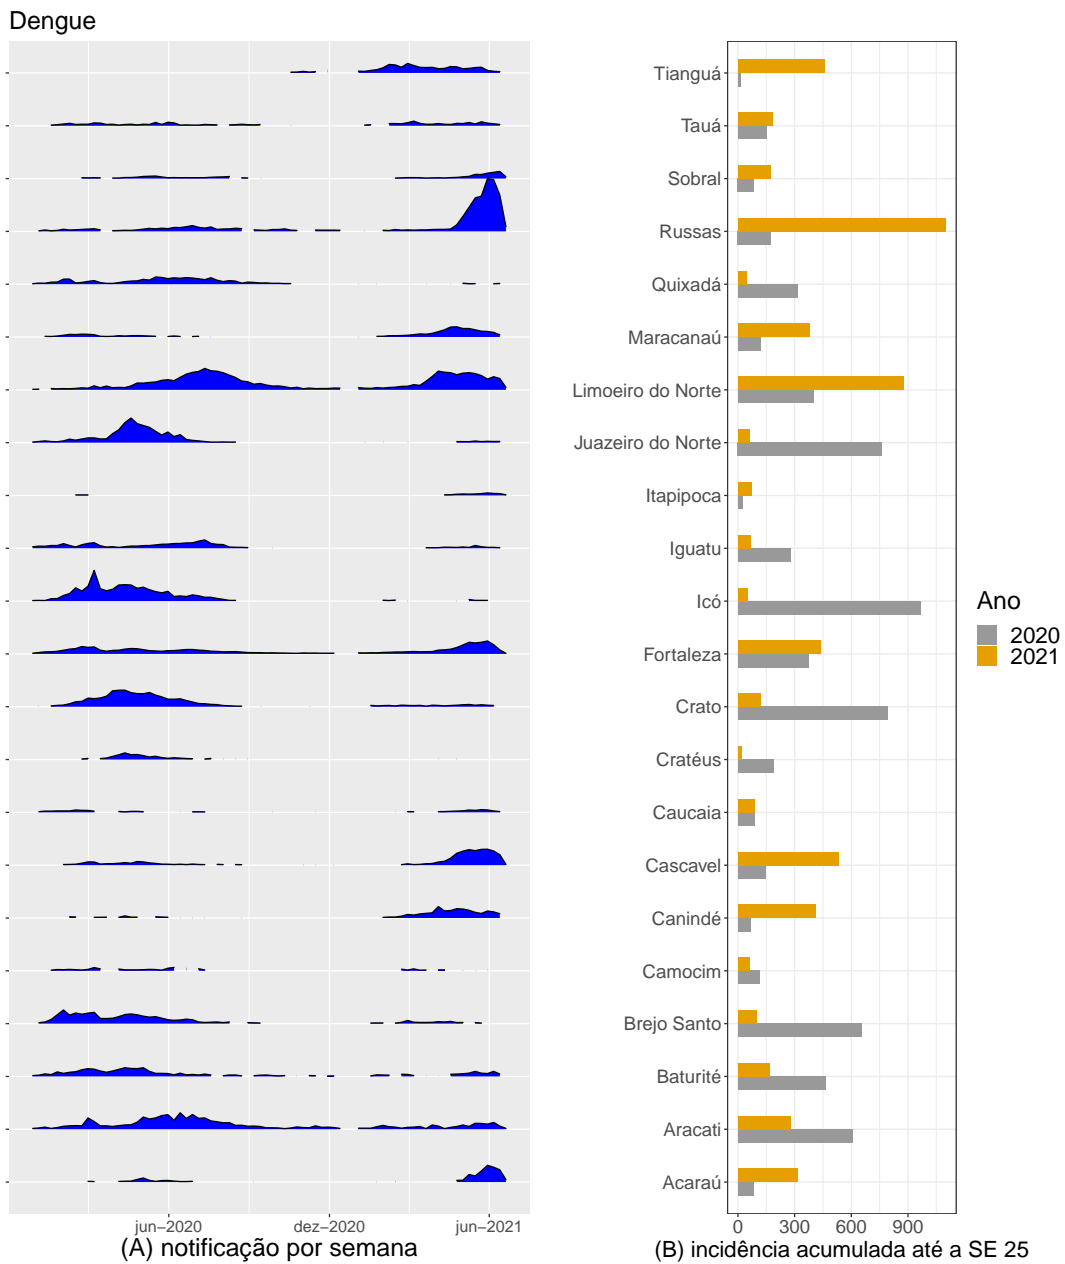 Dengue
Tianguá
Tauá
Sobral
Russas
Quixadá
Maracanaú
Limoeiro do Norte
Juazeiro do Norte
Itapipoca
Iguatu
Icó
Fortaleza
Crato
Cratéus
Caucaia
Cascavel
Canindé
Camocim
Brejo Santo
Baturité
Aracati
Acaraú
Ano
2020
2021
jun–2020 dez–2020 jun–2021
0 300 600 900
(A) notificação por semana
(B) incidência acumulada até a SE 25